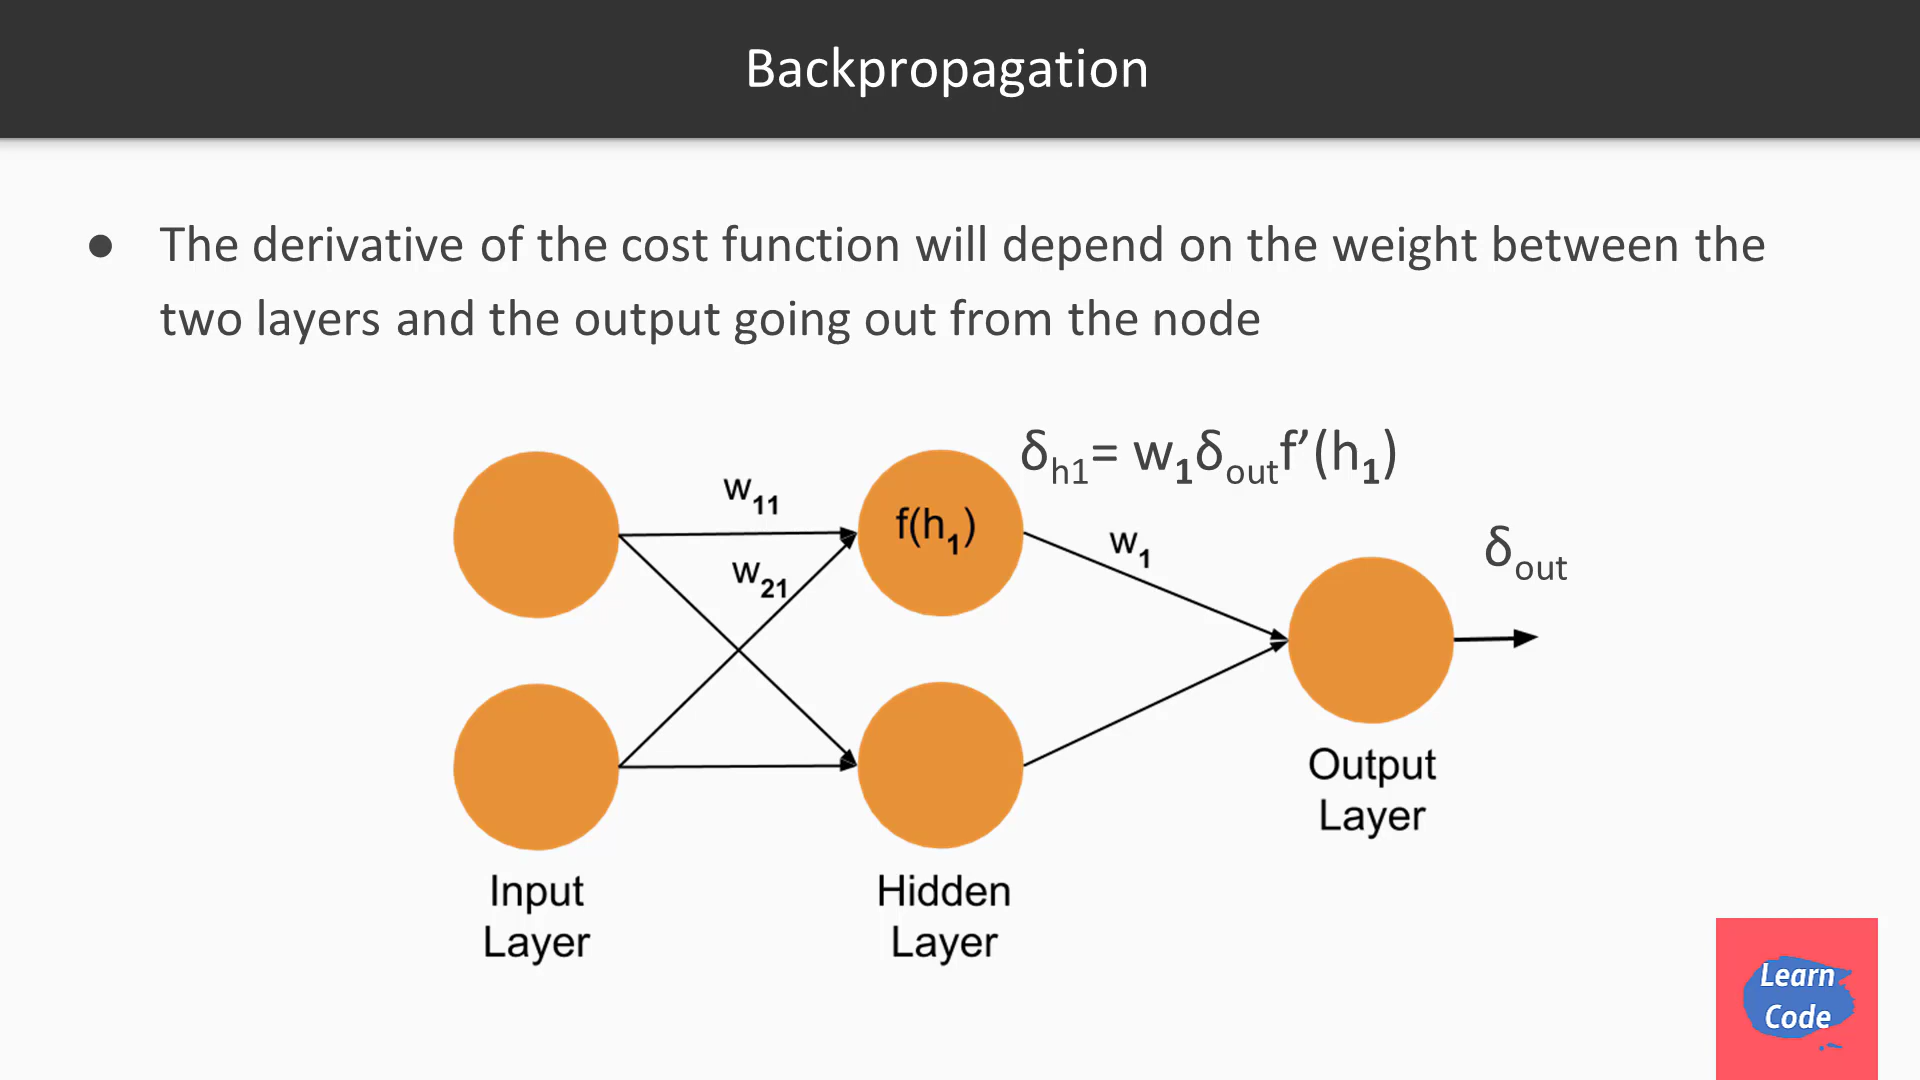 Backpropagation
● The derivative of the cost function will depend on the weight between the
two layers and the output going out from the node
δh1= w1δoutf’(h1)
w11
f(h1)
w1
δout
w21
Output
Layer
Input
Layer
Hidden
Layer
Learn
Code